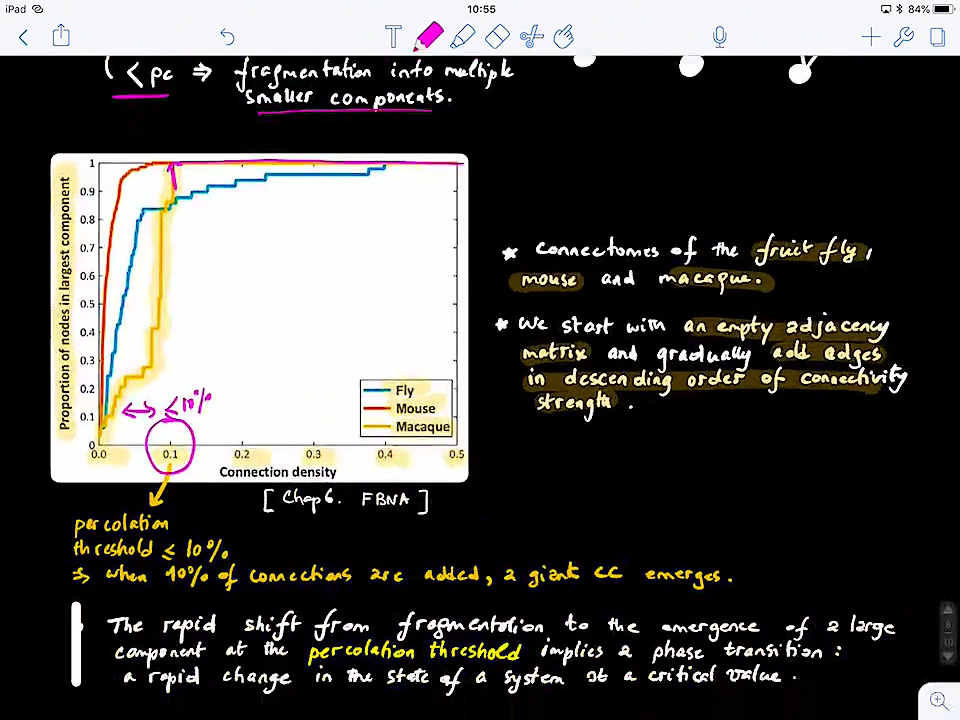 iPad
10:55
84%
( < pc ⇒ fragmentation into multiple
smaller components.
Proportion of nodes in largest component
1
0.9
0.8
0.7
0.6
0.5
0.4
0.3
0.2
0.1
0
≤10%
Fly
Mouse
Macaque
0.0 0.1 0.2 0.3 0.4 0.5
Connection density
[ Chap 6. FBNA ]
* Connectomes of the fruit fly,
mouse and macaque.
* We start with an empty adjacency
matrix and gradually add edges
in descending order of connectivity
strength.
percolation
threshold ≤ 10%
⇒ when 10% of connections are added, a giant CC emerges.
The rapid shift from fragmentation to the emergence of a large
component at the percolation threshold implies a phase transition:
a rapid change in the state of a system at a critical value.